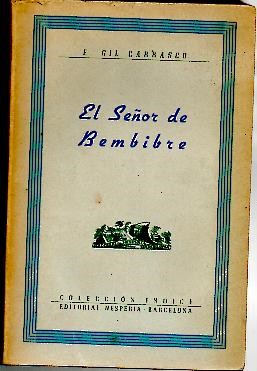 E. GIL CARRASCO
El Señor de
Bembibre
COLECCIÓN INDICE
EDITORIAL HESPERIA - BARCELONA